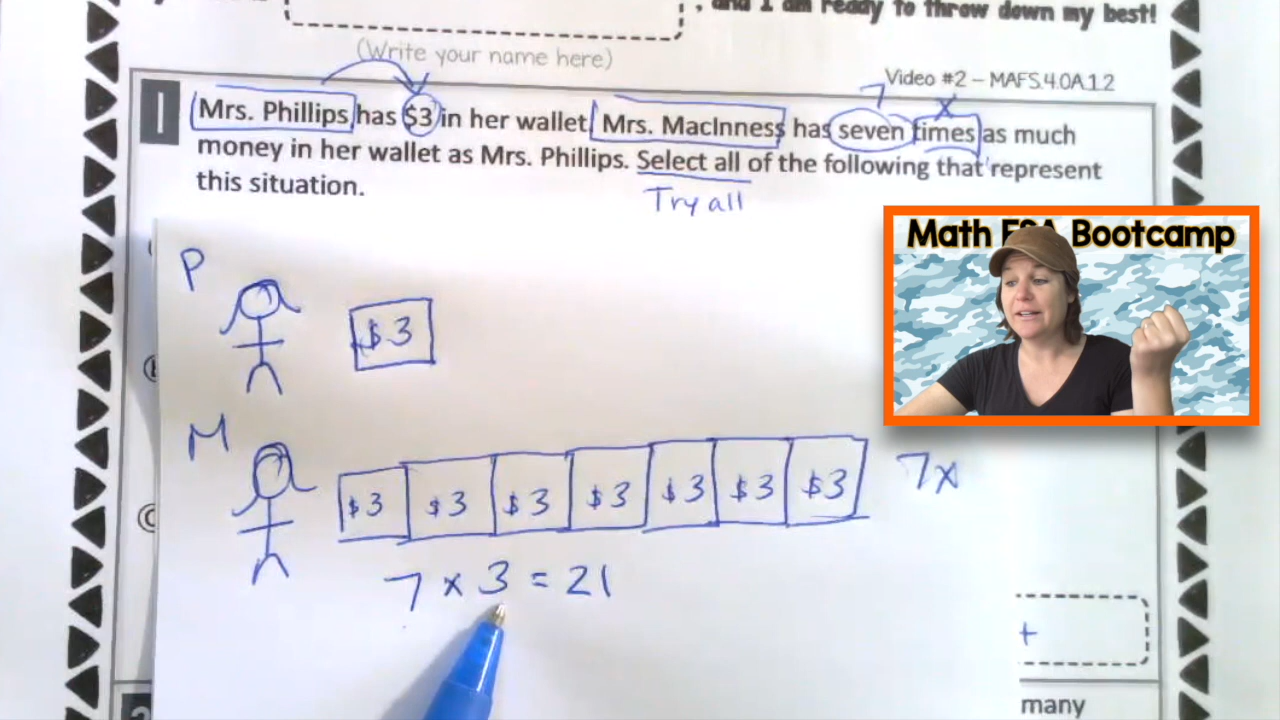 , and I am ready to throw down my best!
(Write your name here)
Video #2 – MAFS.4.OA.1.2
7 x
1 Mrs. Phillips has $3 in her wallet. Mrs. MacInness has seven times as much
money in her wallet as Mrs. Phillips. Select all of the following that represent
this situation.
Try all
Math FSA Bootcamp
P
$3
M
$3 $3 $3 $3 $3 $3 $3 7x
7 x 3 = 21
C
+
many